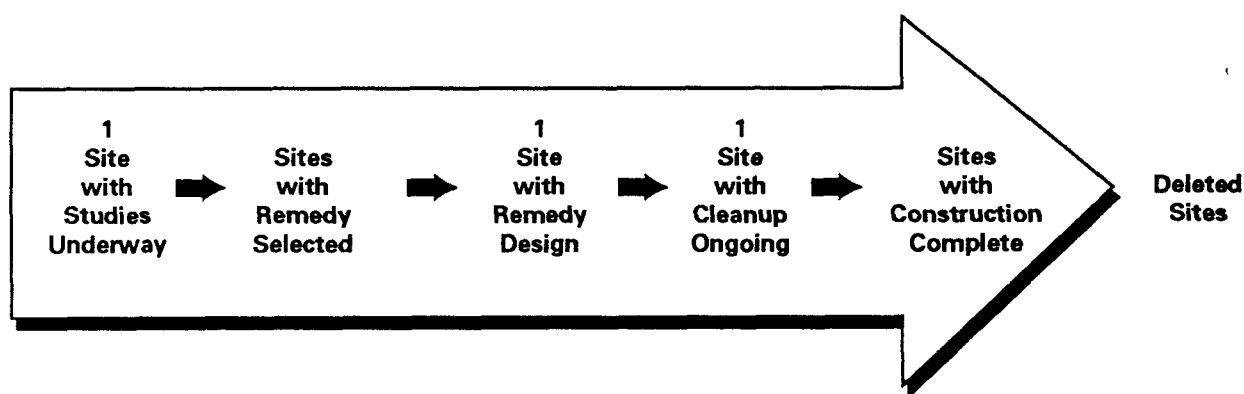 1
Site
with
Studies
Underway
Sites
with
Remedy
Selected
1
Site
with
Remedy
Design
1
Site
with
Cleanup
Ongoing
Sites
with
Construction
Complete
Deleted
Sites